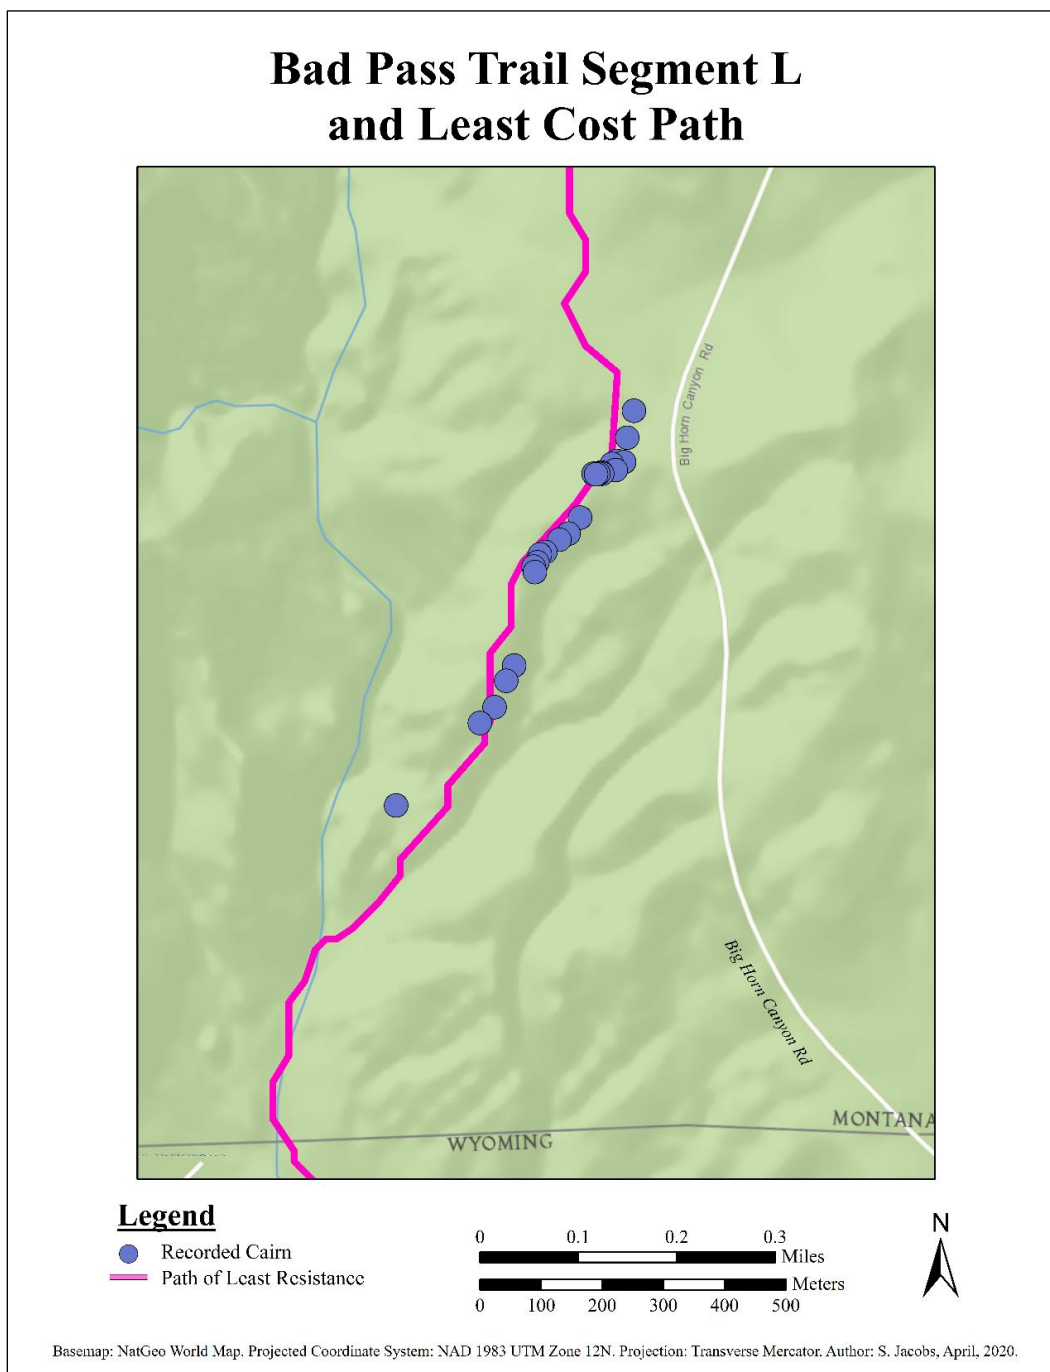 Bad Pass Trail Segment L
and Least Cost Path
Big Horn Canyon Rd
Big Horn Canyon Rd
MONTANA
WYOMING
Legend
Recorded Cairn
Path of Least Resistance
0 0.1 0.2 0.3
Miles
Meters
0 100 200 300 400 500
N
Basemap: NatGeo World Map. Projected Coordinate System: NAD 1983 UTM Zone 12N. Projection: Transverse Mercator. Author: S. Jacobs, April, 2020.